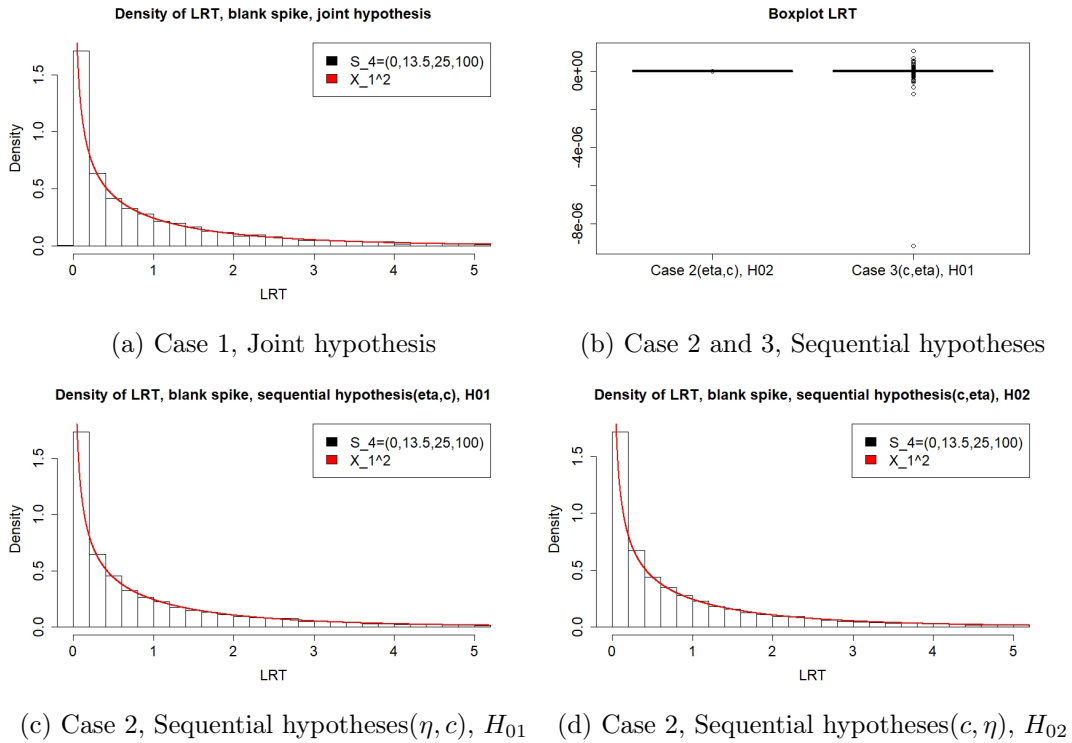 Density of LRT, blank spike, joint hypothesis
S_4=(0,13.5,25,100)
X_1^2
Density
0.0 0.5 1.0 1.5
0 1 2 3 4 5
LRT
(a) Case 1, Joint hypothesis
Boxplot LRT
-8e-06 -4e-06 0e+00
Case 2(eta,c), H02 Case 3(c,eta), H01
(b) Case 2 and 3, Sequential hypotheses
Density of LRT, blank spike, sequential hypothesis(eta,c), H01
S_4=(0,13.5,25,100)
X_1^2
Density
0.0 0.5 1.0 1.5
0 1 2 3 4 5
LRT
(c) Case 2, Sequential hypotheses(η, c), H₀₁
Density of LRT, blank spike, sequential hypothesis(c,eta), H02
S_4=(0,13.5,25,100)
X_1^2
Density
0.0 0.5 1.0 1.5
0 1 2 3 4 5
LRT
(d) Case 2, Sequential hypotheses(c, η), H₀₂